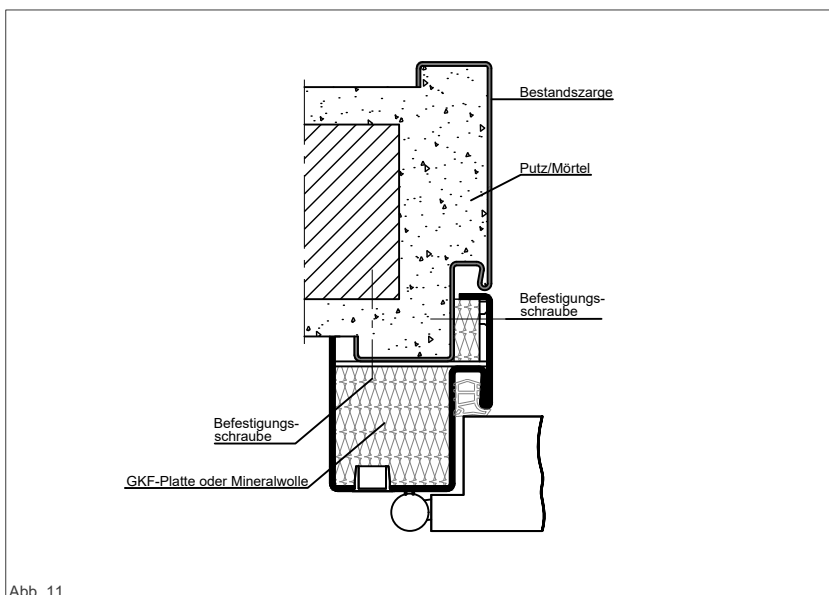 Bestandszarge
Putz/Mörtel
Befestigungs-
schraube
Befestigungs-
schraube
GKF-Platte oder Mineralwolle
Abb. 11